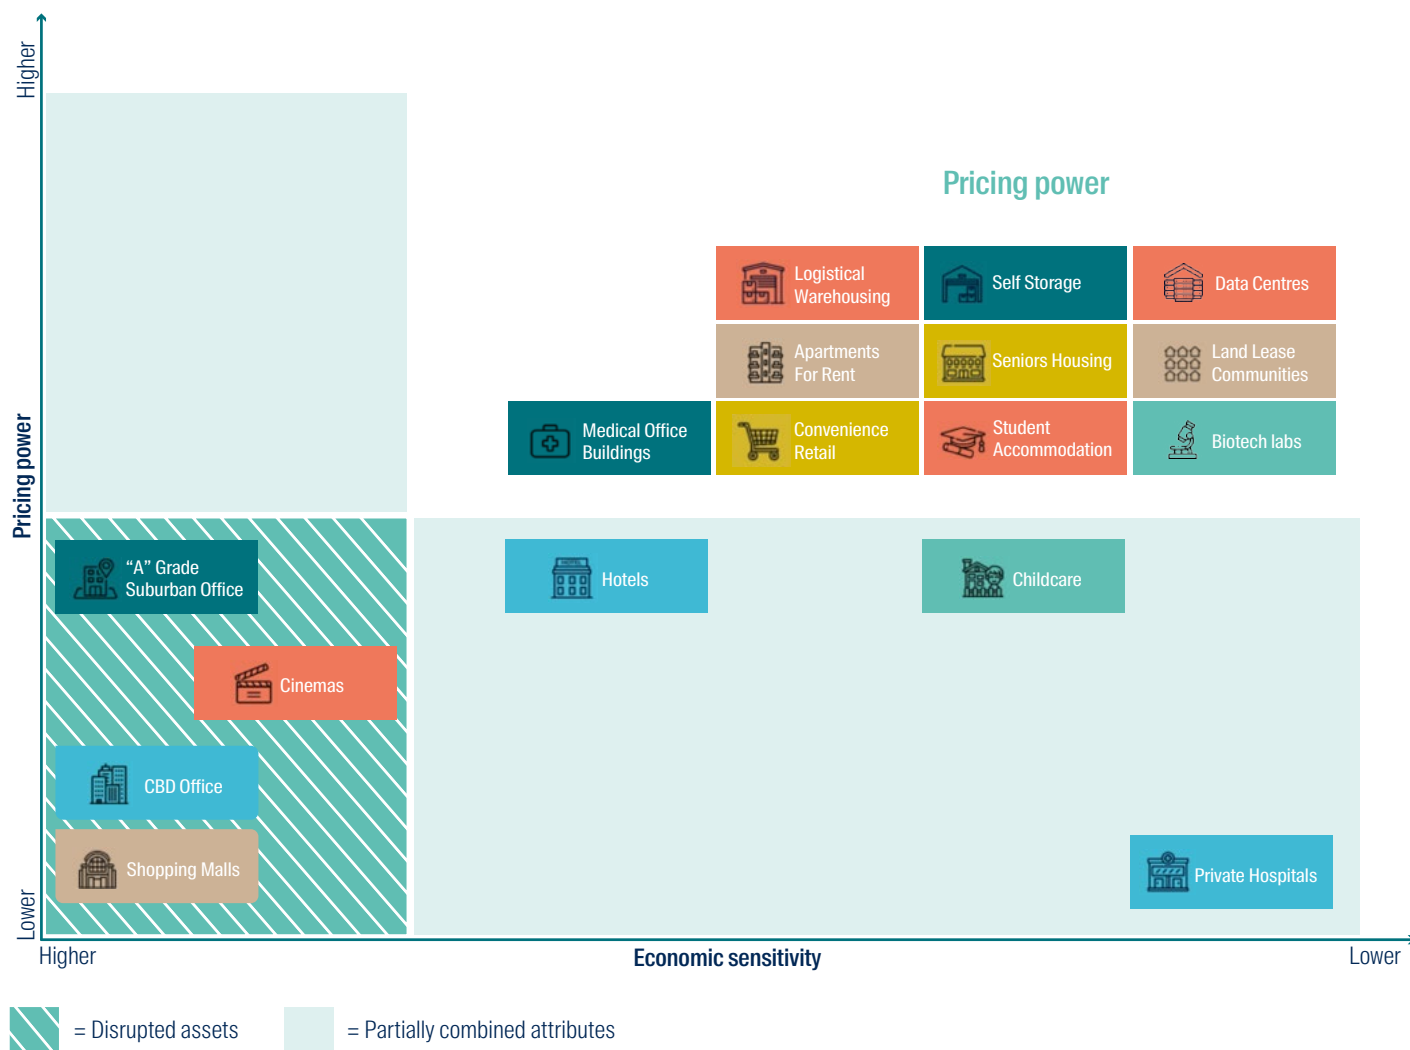 Higher
Pricing power
Logistical
Warehousing
Self Storage
Data Centres
Apartments
For Rent
Seniors Housing
Land Lease
Communities
Medical Office
Buildings
Convenience
Retail
Student
Accommodation
Biotech labs
Pricing power
“A” Grade
Suburban Office
HOTEL
Hotels
Childcare
Cinemas
CBD Office
Shopping Malls
Private Hospitals
Lower
Higher
Economic sensitivity
Lower
= Disrupted assets
= Partially combined attributes